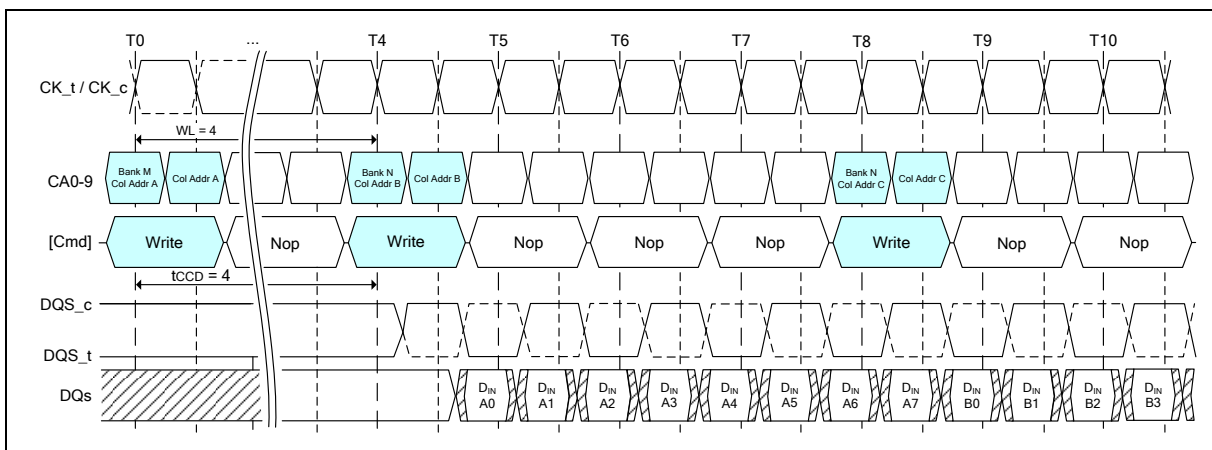 T0 ... T4 T5 T6 T7 T8 T9 T10
CK_t / CK_c
WL = 4
CA0-9
Bank M
Col Addr A
Col Addr A
Bank N
Col Addr B
Col Addr B
Bank N
Col Addr C
Col Addr C
[Cmd] Write Nop Write Nop Nop Nop Write Nop Nop
tCCD = 4
DQS_c
DQS_t
DQs
DIN A0
DIN A1
DIN A2
DIN A3
DIN A4
DIN A5
DIN A6
DIN A7
DIN B0
DIN B1
DIN B2
DIN B3